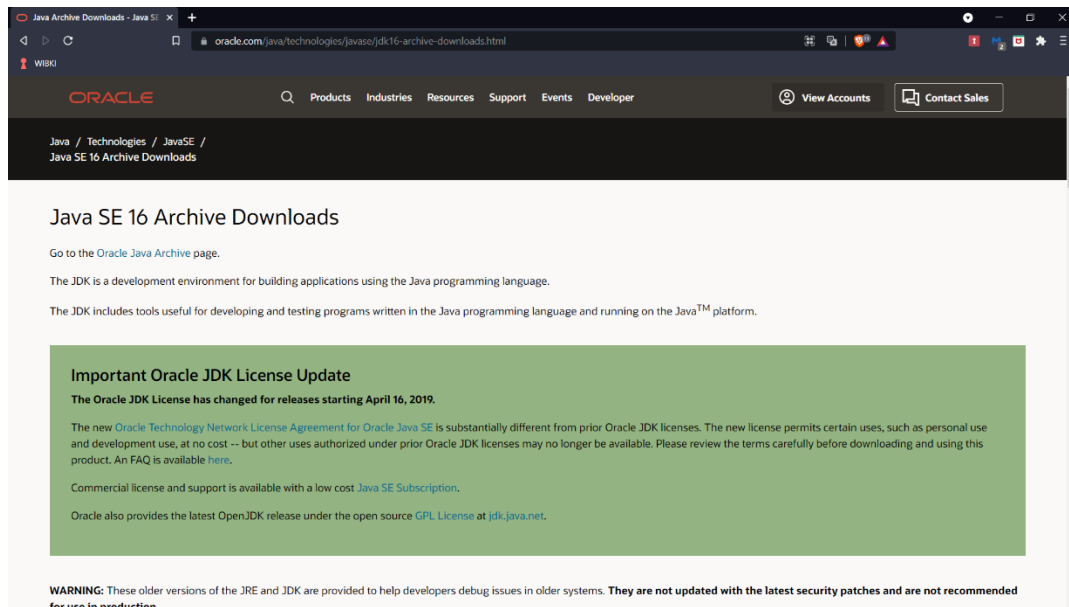 Java Archive Downloads - Java SE
oracle.com/java/technologies/javase/jdk16-archive-downloads.html
WIBKI
ORACLE
Products Industries Resources Support Events Developer
View Accounts
Contact Sales
Java / Technologies / JavaSE /
Java SE 16 Archive Downloads
Java SE 16 Archive Downloads
Go to the Oracle Java Archive page.
The JDK is a development environment for building applications using the Java programming language.
The JDK includes tools useful for developing and testing programs written in the Java programming language and running on the Java™ platform.
Important Oracle JDK License Update
The Oracle JDK License has changed for releases starting April 16, 2019.
The new Oracle Technology Network License Agreement for Oracle Java SE is substantially different from prior Oracle JDK licenses. The new license permits certain uses, such as personal use
and development use, at no cost -- but other uses authorized under prior Oracle JDK licenses may no longer be available. Please review the terms carefully before downloading and using this
product. An FAQ is available here.
Commercial license and support is available with a low cost Java SE Subscription.
Oracle also provides the latest OpenJDK release under the open source GPL License at jdk.java.net.
WARNING: These older versions of the JRE and JDK are provided to help developers debug issues in older systems. They are not updated with the latest security patches and are not recommended
for use in production.